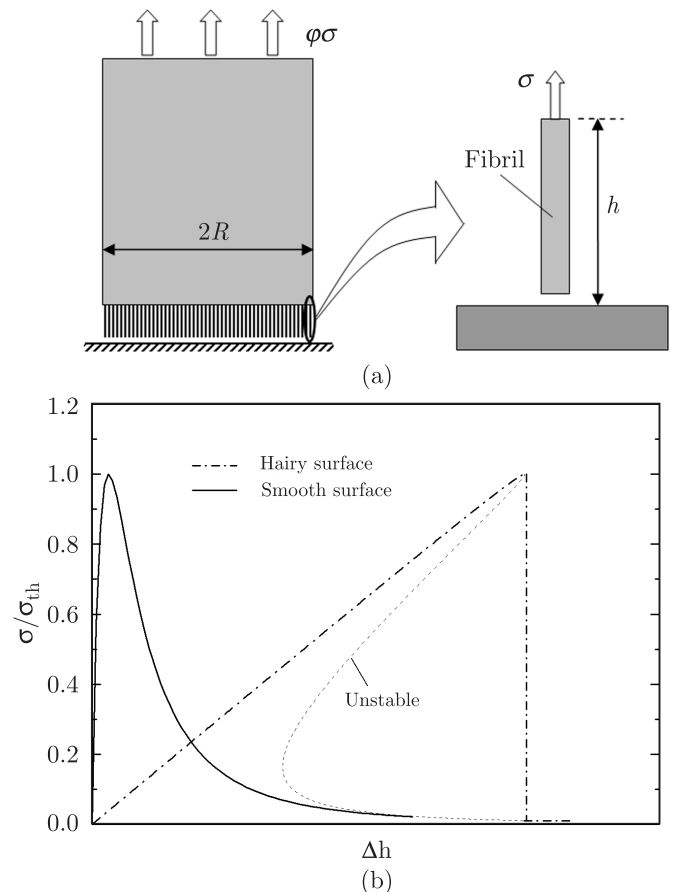 φσ
σ
Fibril
h
2R
(a)
1.2
Hairy surface
1.0
Smooth surface
0.8
σ/σth
0.6
Unstable
0.4
0.2
0.0
Δh
(b)